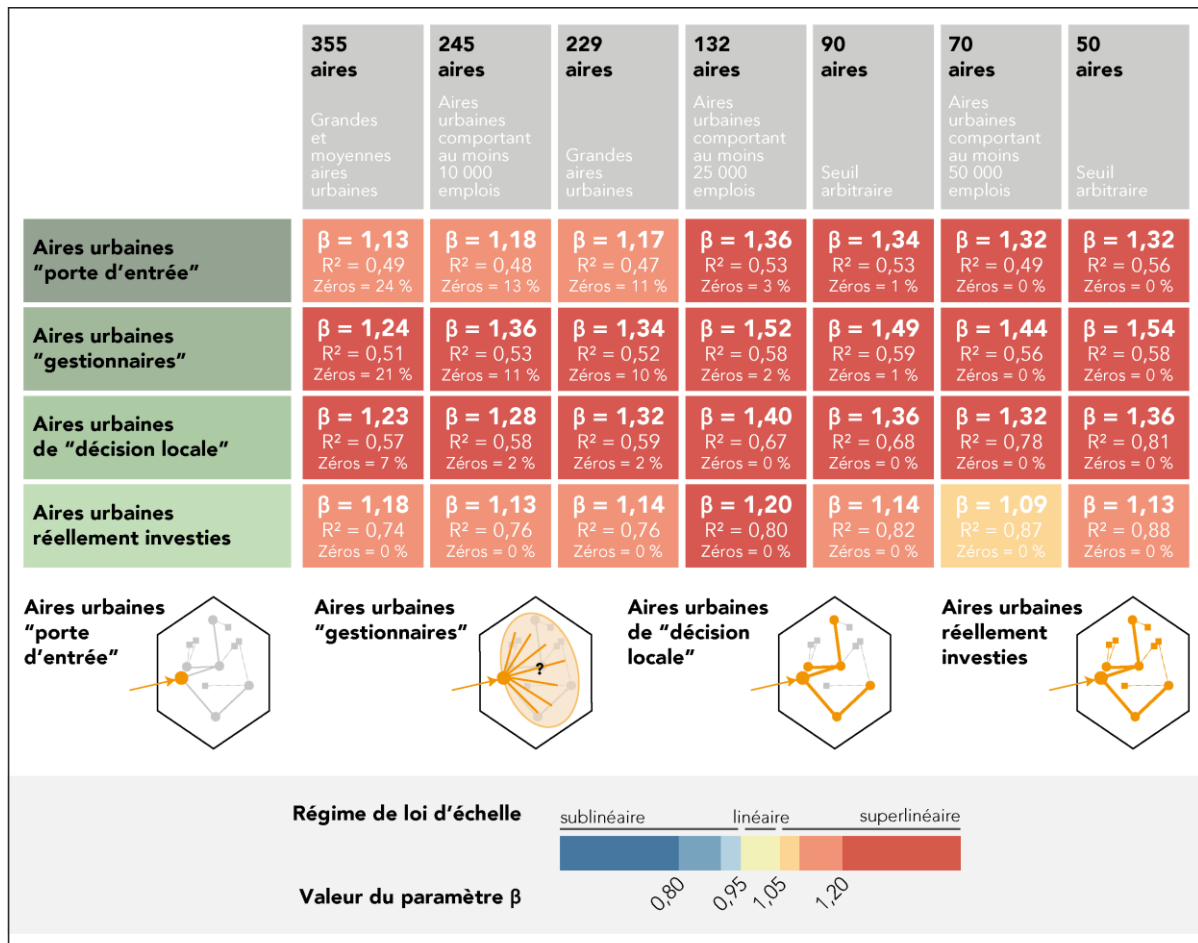 355
aires
Grandes
et
moyennes
aires
urbaines
245
aires
Aires
urbaines
comportant
au moins
10 000
emplois
229
aires
Grandes
aires
urbaines
132
aires
Aires
urbaines
comportant
au moins
25 000
emplois
90
aires
Seuil
arbitraire
70
aires
Aires
urbaines
comportant
au moins
50 000
emplois
50
aires
Seuil
arbitraire
Aires urbaines
"porte d'entrée"
β = 1,13
R² = 0,49
Zéros = 24 %
β = 1,18
R² = 0,48
Zéros = 13 %
β = 1,17
R² = 0,47
Zéros = 11 %
β = 1,36
R² = 0,53
Zéros = 3 %
β = 1,34
R² = 0,53
Zéros = 1 %
β = 1,32
R² = 0,49
Zéros = 0 %
β = 1,32
R² = 0,56
Zéros = 0 %
Aires urbaines
"gestionnaires"
β = 1,24
R² = 0,51
Zéros = 21 %
β = 1,36
R² = 0,53
Zéros = 11 %
β = 1,34
R² = 0,52
Zéros = 10 %
β = 1,52
R² = 0,58
Zéros = 2 %
β = 1,49
R² = 0,59
Zéros = 1 %
β = 1,44
R² = 0,56
Zéros = 0 %
β = 1,54
R² = 0,58
Zéros = 0 %
Aires urbaines
de "décision locale"
β = 1,23
R² = 0,57
Zéros = 7 %
β = 1,28
R² = 0,58
Zéros = 2 %
β = 1,32
R² = 0,59
Zéros = 2 %
β = 1,40
R² = 0,67
Zéros = 0 %
β = 1,36
R² = 0,68
Zéros = 0 %
β = 1,32
R² = 0,78
Zéros = 0 %
β = 1,36
R² = 0,81
Zéros = 0 %
Aires urbaines
réellement investies
β = 1,18
R² = 0,74
Zéros = 0 %
β = 1,13
R² = 0,76
Zéros = 0 %
β = 1,14
R² = 0,76
Zéros = 0 %
β = 1,20
R² = 0,80
Zéros = 0 %
β = 1,14
R² = 0,82
Zéros = 0 %
β = 1,09
R² = 0,87
Zéros = 0 %
β = 1,13
R² = 0,88
Zéros = 0 %
Aires urbaines
"porte
d'entrée"
Aires urbaines
"gestionnaires"
?
Aires urbaines
de "décision
locale"
Aires urbaines
réellement
investies
Régime de loi d'échelle
sublinéaire
linéaire
superlinéaire
Valeur du paramètre β
0,80
0,95
1,05
1,20